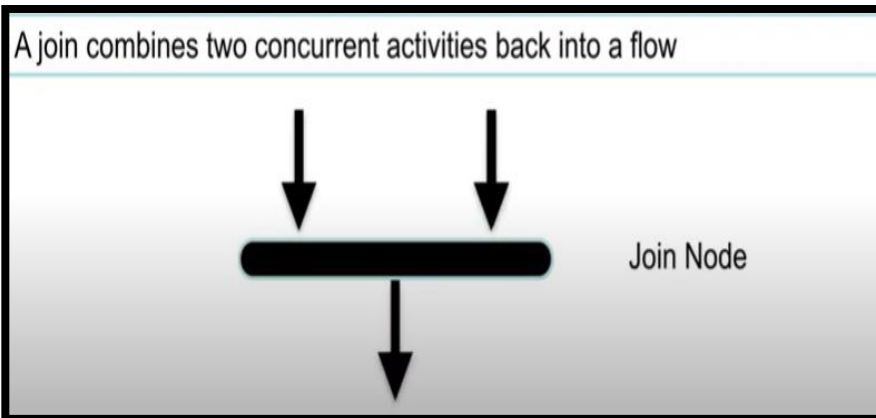 A join combines two concurrent activities back into a flow
Join Node